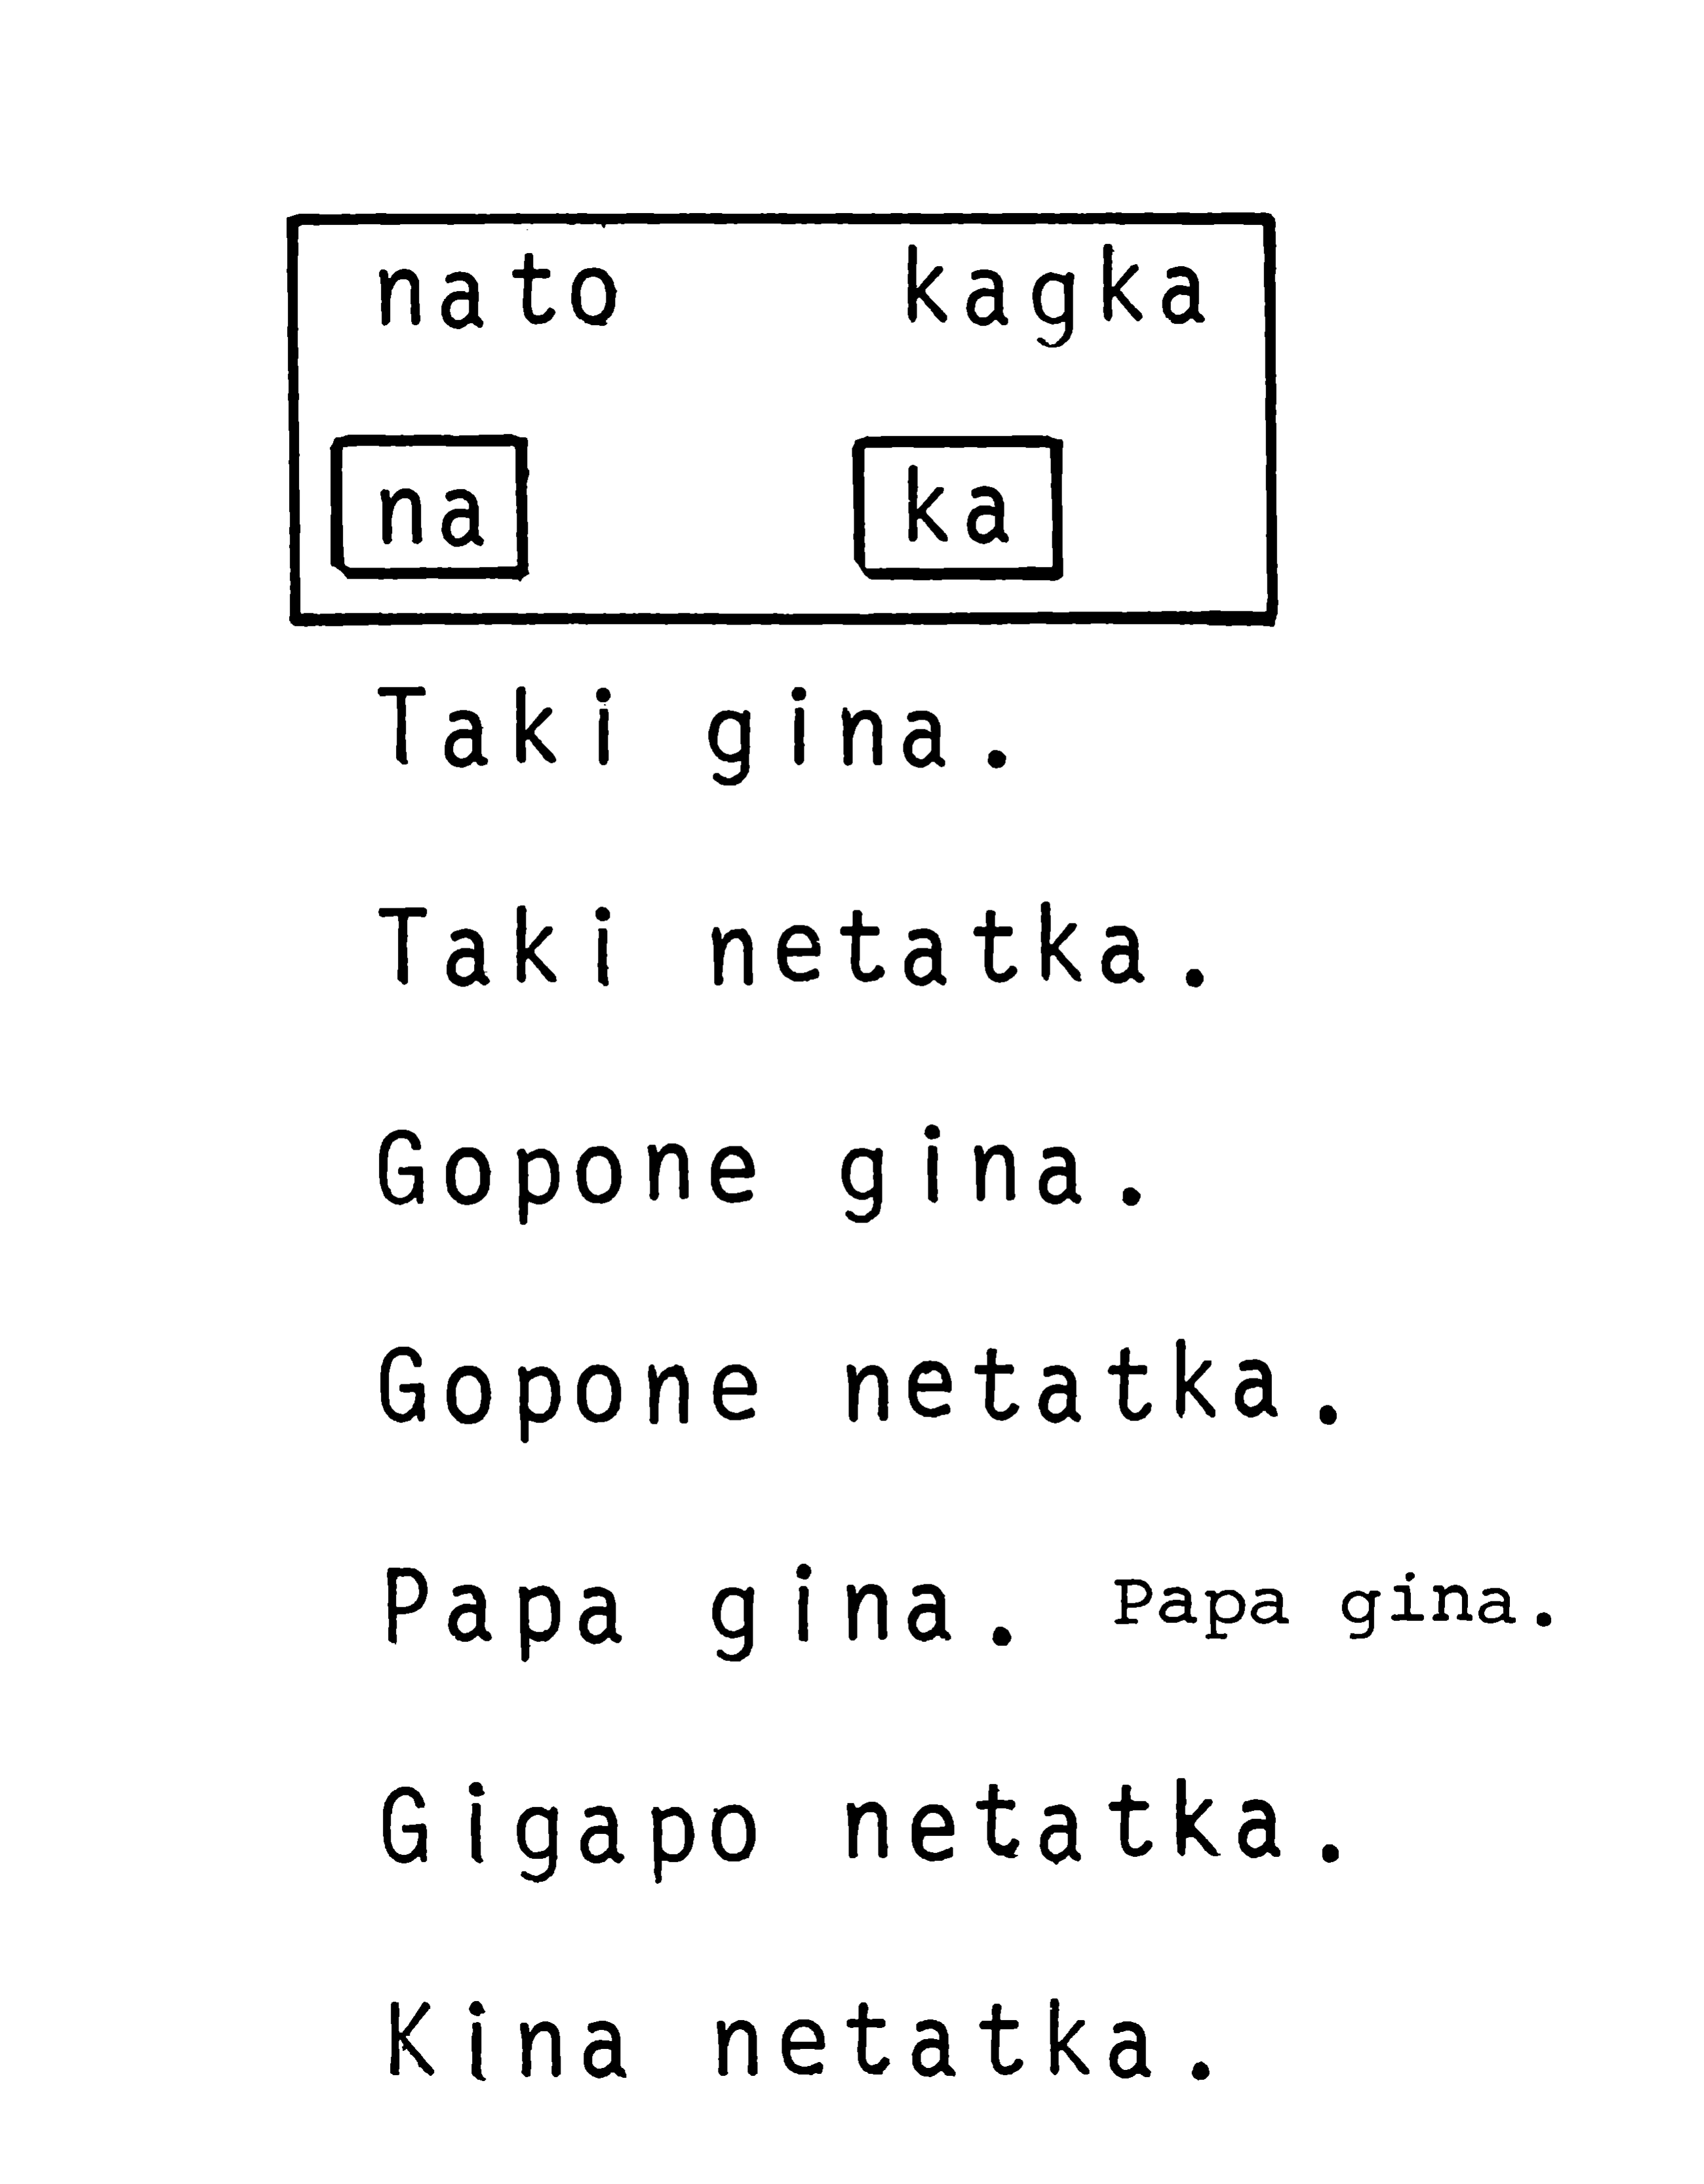 nato kagka
na ka
Taki gina.
Taki netatka.
Gopone gina.
Gopone netatka.
Papa gina. Papa gina.
Gigapo netatka.
Kina netatka.